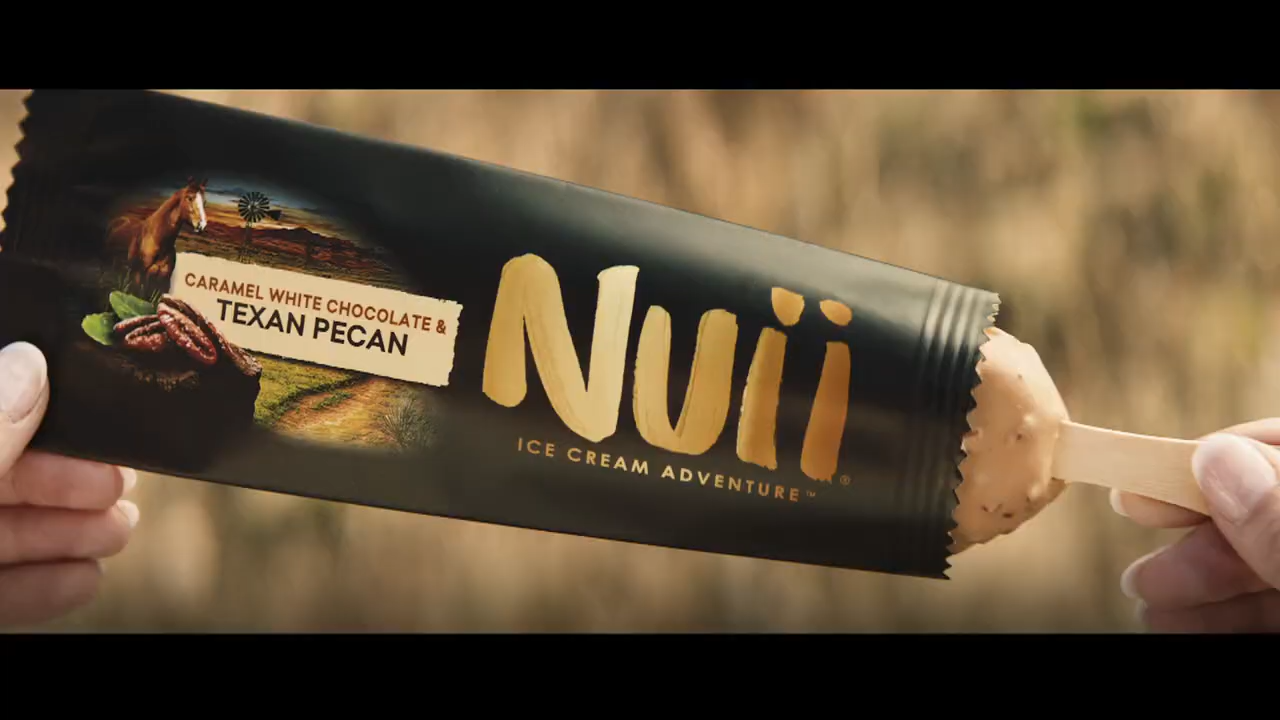 CARAMEL WHITE CHOCOLATE &
TEXAN PECAN
Nuii®
ICE CREAM ADVENTURE™